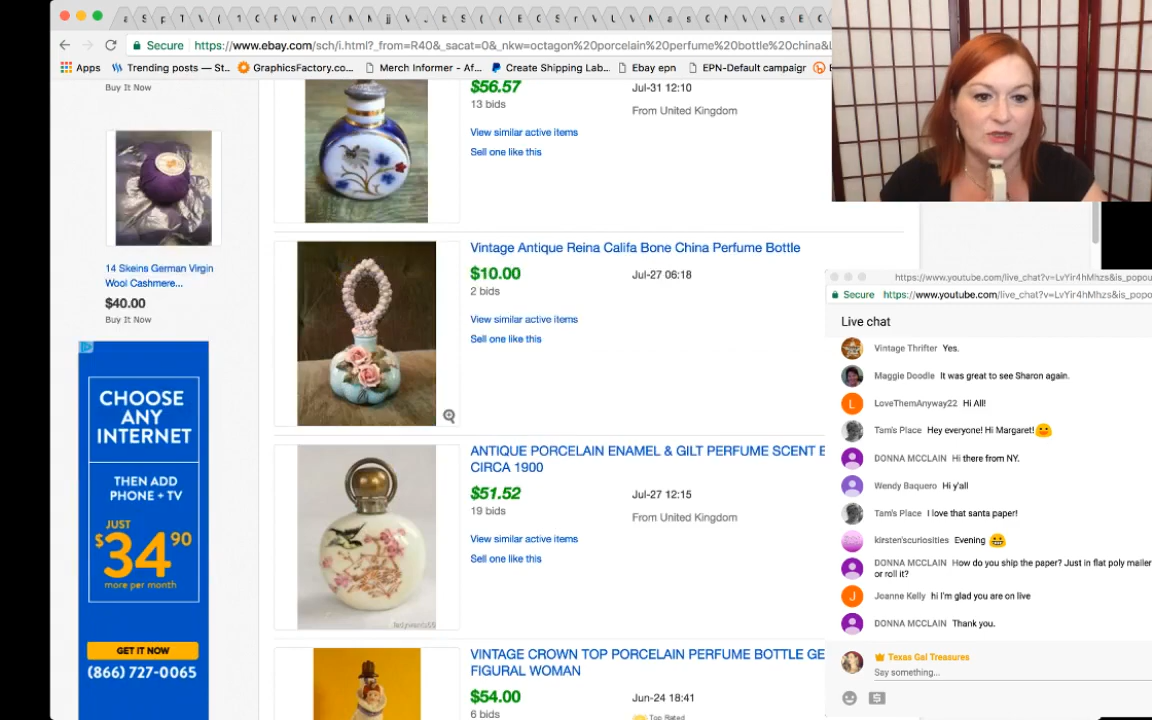 Secure https://www.ebay.com/sch/i.html?_from=R40&_sacat=0&_nkw=octagon%20porcelain%20perfume%20bottle%20china&L
Apps Trending posts — St.. GraphicsFactory.co... Merch Informer - Af... Create Shipping Lab... Ebay epn EPN-Default campaigr
Buy It Now
14 Skeins German Virgin
Wool Cashmere...
$40.00
Buy It Now
CHOOSE
ANY
INTERNET
THEN ADD
PHONE + TV
JUST
$34.90
more per month
GET IT NOW
(866) 727-0065
$56.57 Jul-31 12:10
13 bids From United Kingdom
View similar active items
Sell one like this
Vintage Antique Reina Califa Bone China Perfume Bottle
$10.00 Jul-27 06:18
2 bids
View similar active items
Sell one like this
ANTIQUE PORCELAIN ENAMEL & GILT PERFUME SCENT
CIRCA 1900
$51.52 Jul-27 12:15
19 bids From United Kingdom
View similar active items
Sell one like this
VINTAGE CROWN TOP PORCELAIN PERFUME BOTTLE GE
FIGURAL WOMAN
$54.00 Jun-24 18:41
6 bids Top Rated
https://www.youtube.com/live_chat?v=LvYir4hMhzs&is_popou
Secure https://www.youtube.com/live_chat?v=LvYir4hMhzs&is_popo
Live chat
Vintage Thrifter Yes.
Maggie Doodle It was great to see Sharon again.
L LoveThemAnyway22 Hi All!
Tam's Place Hey everyone! Hi Margaret!
DONNA MCCLAIN Hi there from NY.
Wendy Baquero Hi y'all
Tam's Place I love that santa paper!
kirsten'scuriosities Evening
DONNA MCCLAIN How do you ship the paper? Just in flat poly mailer
or roll it?
J Joanne Kelly hi I'm glad you are on live
DONNA MCCLAIN Thank you.
Texas Gal Treasures
Say something...